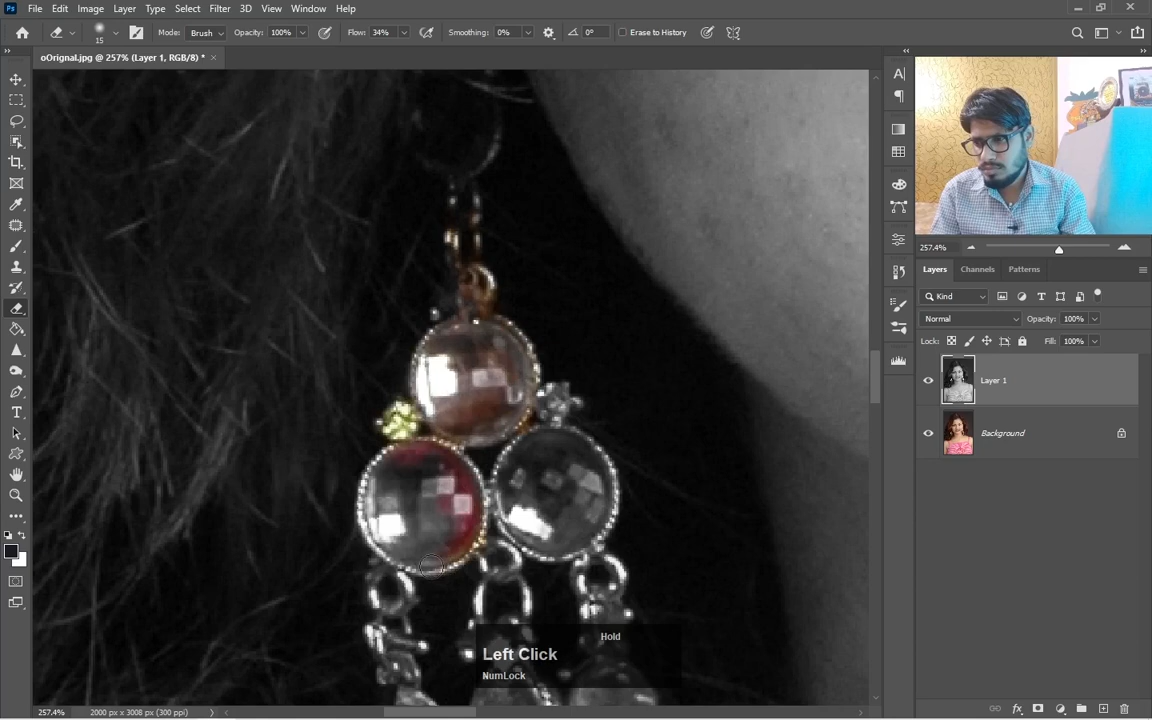 Ps File Edit Image Layer Type Select Filter 3D View Window Help
15 Mode: Brush Opacity: 100% Flow: 34% Smoothing: 0% 0° Erase to History
oOrignal.jpg @ 257% (Layer 1, RGB/8) *
257.4%
Layers Channels Patterns
Kind
Normal Opacity: 100%
Lock: Fill: 100%
Layer 1
Background
Hold
Left Click
NumLock
257.4% 2000 px x 3008 px (300 ppi)